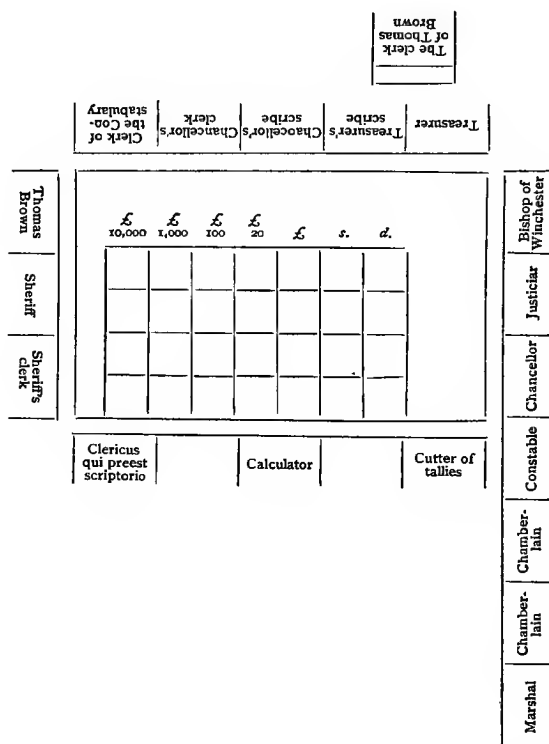 The clerk
of Thomas
Brown
Clerk of
the Con-
stabulary
Chancellor's
clerk
Chaocellor's
scribe
Treasurer's
scribe
Treasurer
Thomas
Brown
Sheriff
Sheriff's
clerk
£ £ £ £ £ s. d.
10,000 1,000 100 20
Bishop of
Winchester
Justiciar
Chancellor
Constable
Chamber-
lain
Chamber-
lain
Marshal
Clericus
qui preest
scriptorio
Calculator
Cutter of
tallies